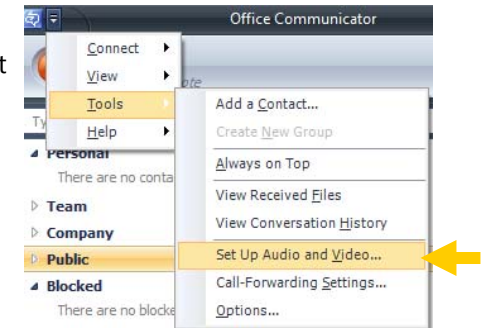 Office Communicator
Connect
View
Tools
Help
Add a Contact...
Create New Group
Always on Top
View Received Files
View Conversation History
Set Up Audio and Video...
Call-Forwarding Settings...
Options...
t
ote
Ty
Personal
There are no conta
Team
Company
Public
Blocked
There are no blocke